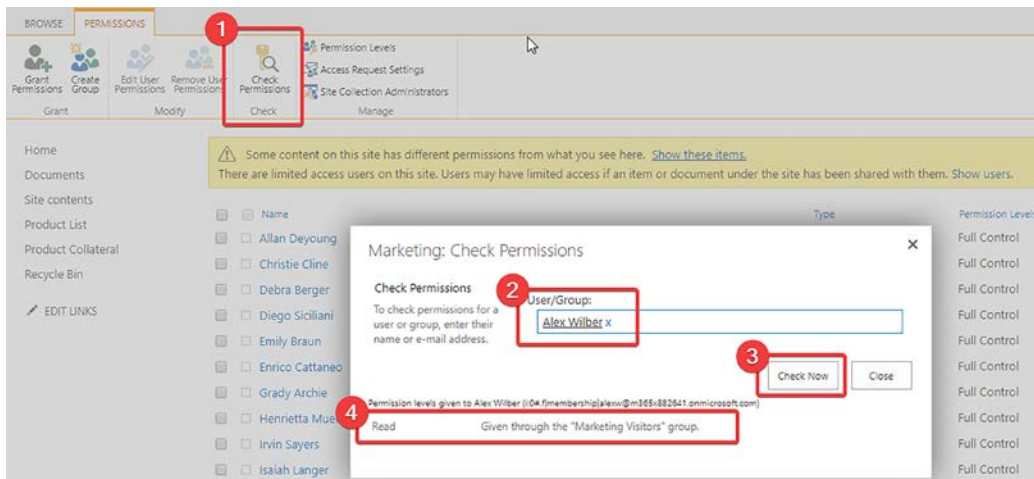 BROWSE PERMISSIONS
1
Grant Permissions
Create Group
Edit User Permissions
Remove User Permissions
Check Permissions
Permission Levels
Access Request Settings
Site Collection Administrators
Grant
Modify
Check
Manage
Home
Documents
Site contents
Product List
Product Collateral
Recycle Bin
EDIT LINKS
Some content on this site has different permissions from what you see here. Show these items.
There are limited access users on this site. Users may have limited access if an item or document under the site has been shared with them. Show users.
Name Type Permission Levels
Allan Deyoung Full Control
Christie Cline Full Control
Debra Berger Full Control
Diego Siciliani Full Control
Emily Braun Full Control
Enrico Cattaneo Full Control
Grady Archie Full Control
Henrietta Mue Full Control
Irvin Sayers Full Control
Isaiah Langer Full Control
Marketing: Check Permissions
Check Permissions
To check permissions for a
user or group, enter their
name or e-mail address.
2
User/Group:
Alex Wilber x
3
Check Now Close
Permission levels given to Alex Wilber (i:0#.f|membership|alexw@m365x882641.onmicrosoft.com)
4
Read Given through the "Marketing Visitors" group.